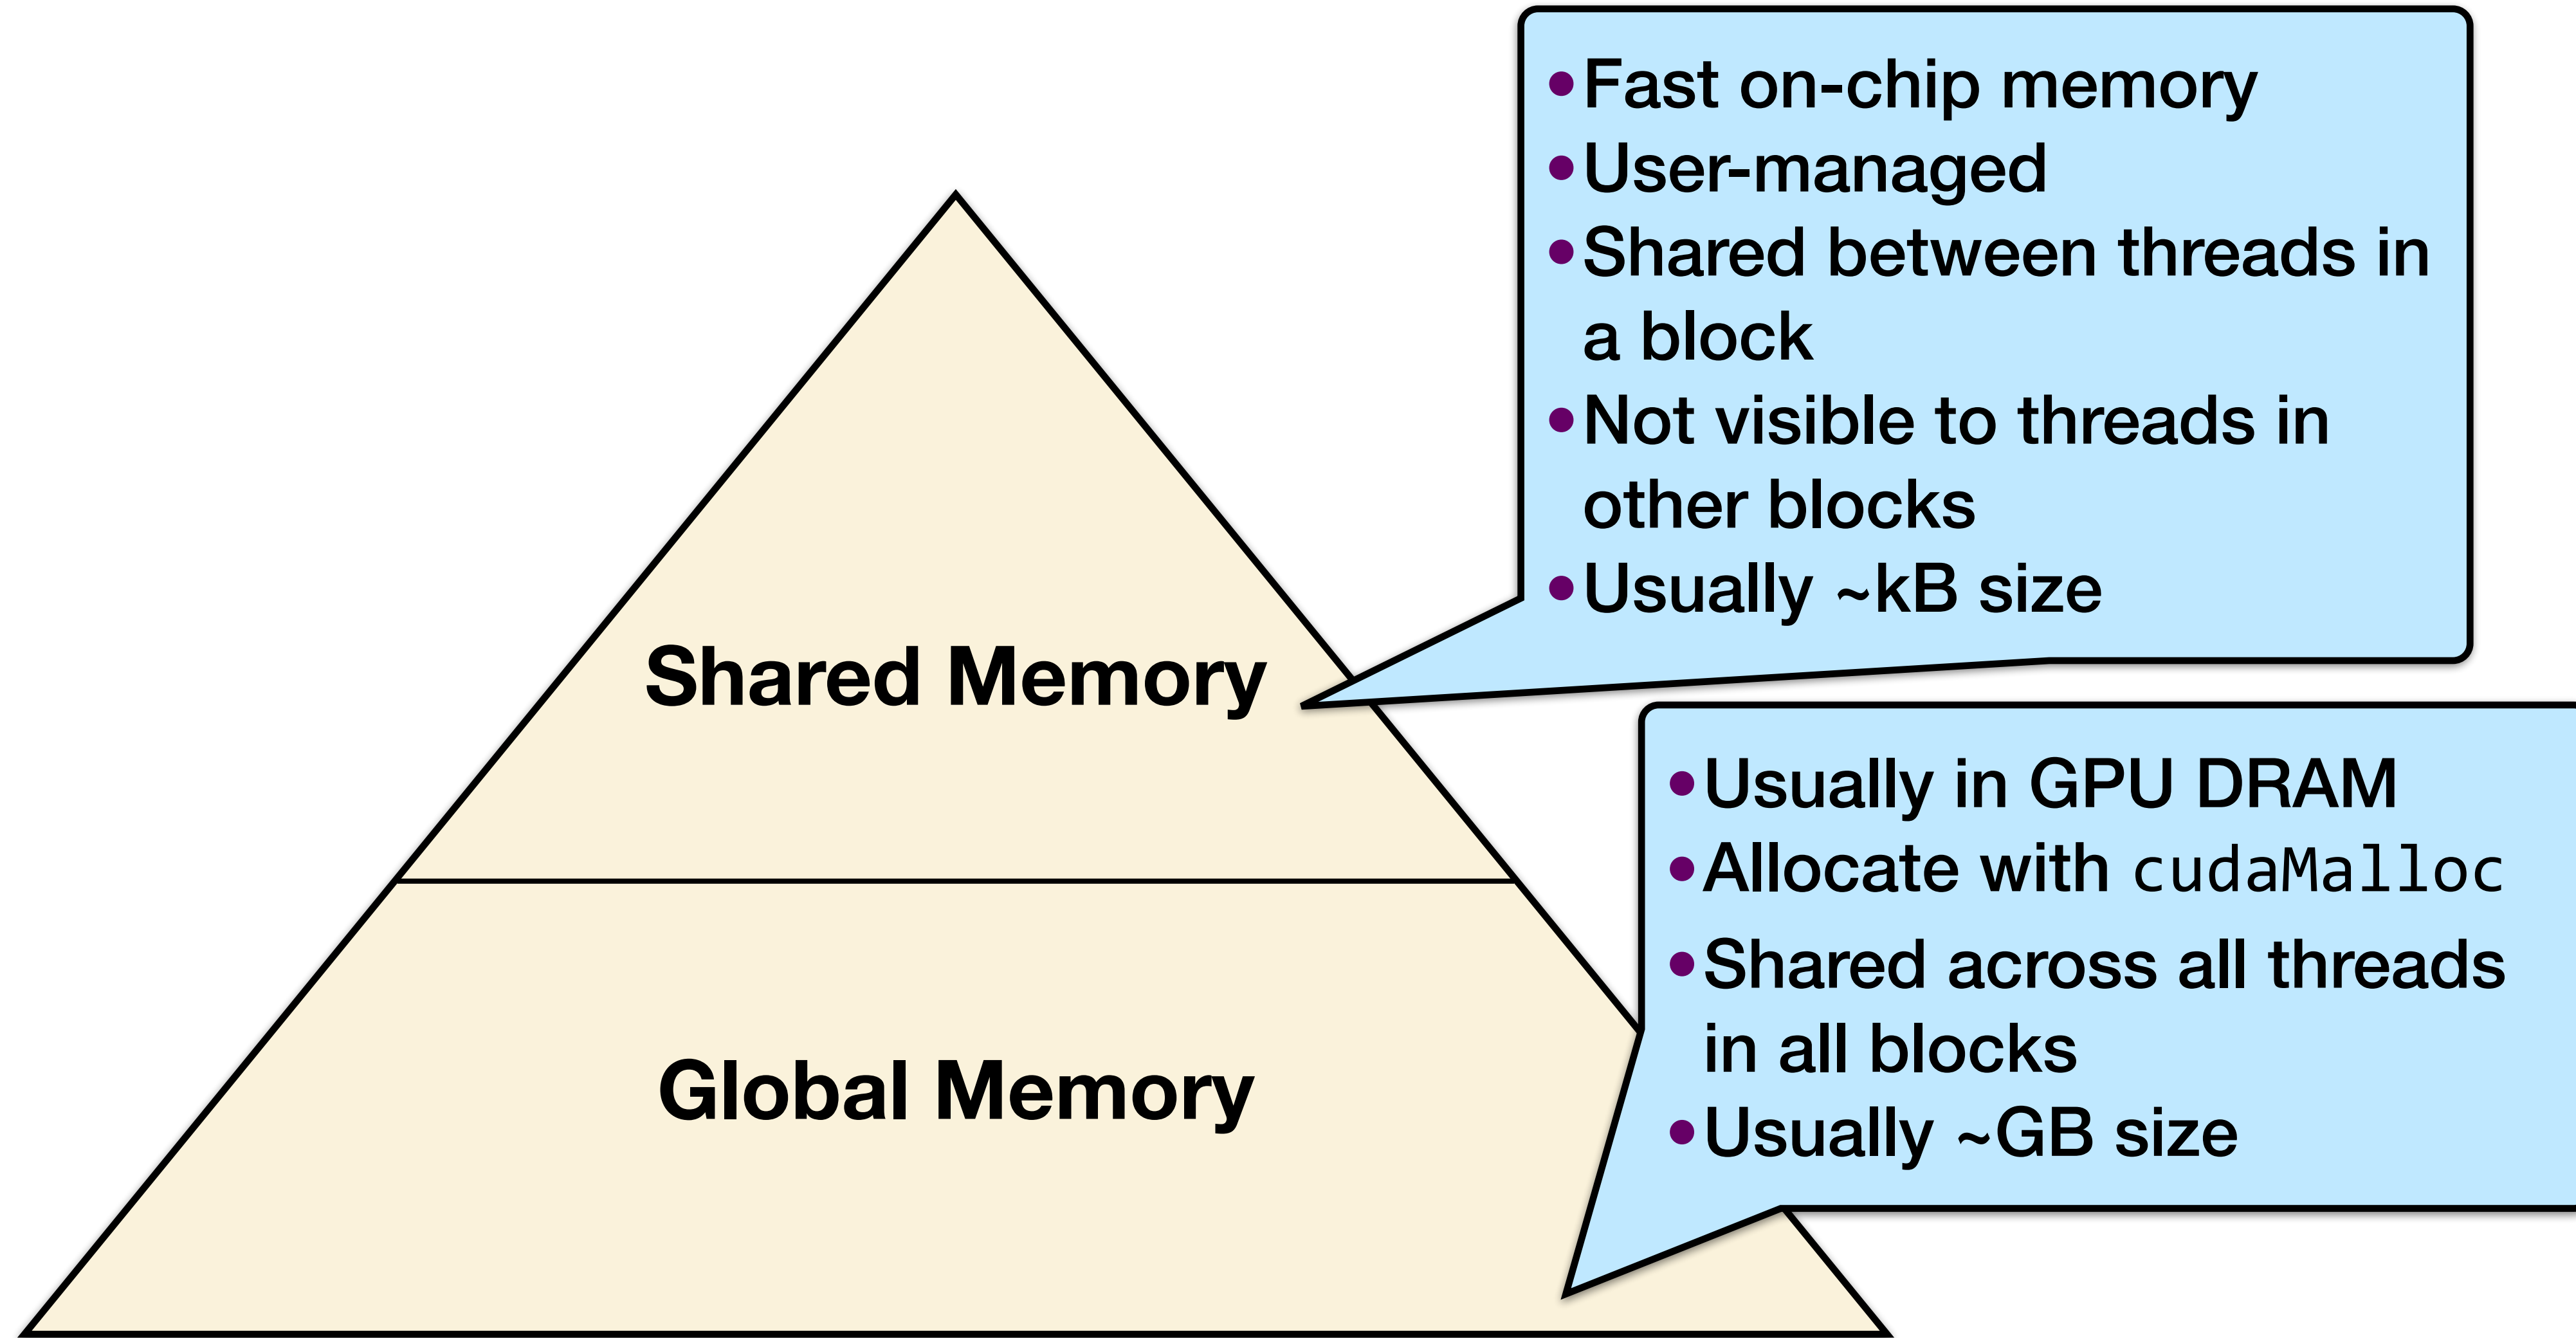 •Fast on-chip memory
•User-managed
•Shared between threads in
a block
•Not visible to threads in
other blocks
•Usually ~kB size
Shared Memory
•Usually in GPU DRAM
•Allocate with cudaMalloc
•Shared across all threads
in all blocks
•Usually ~GB size
Global Memory